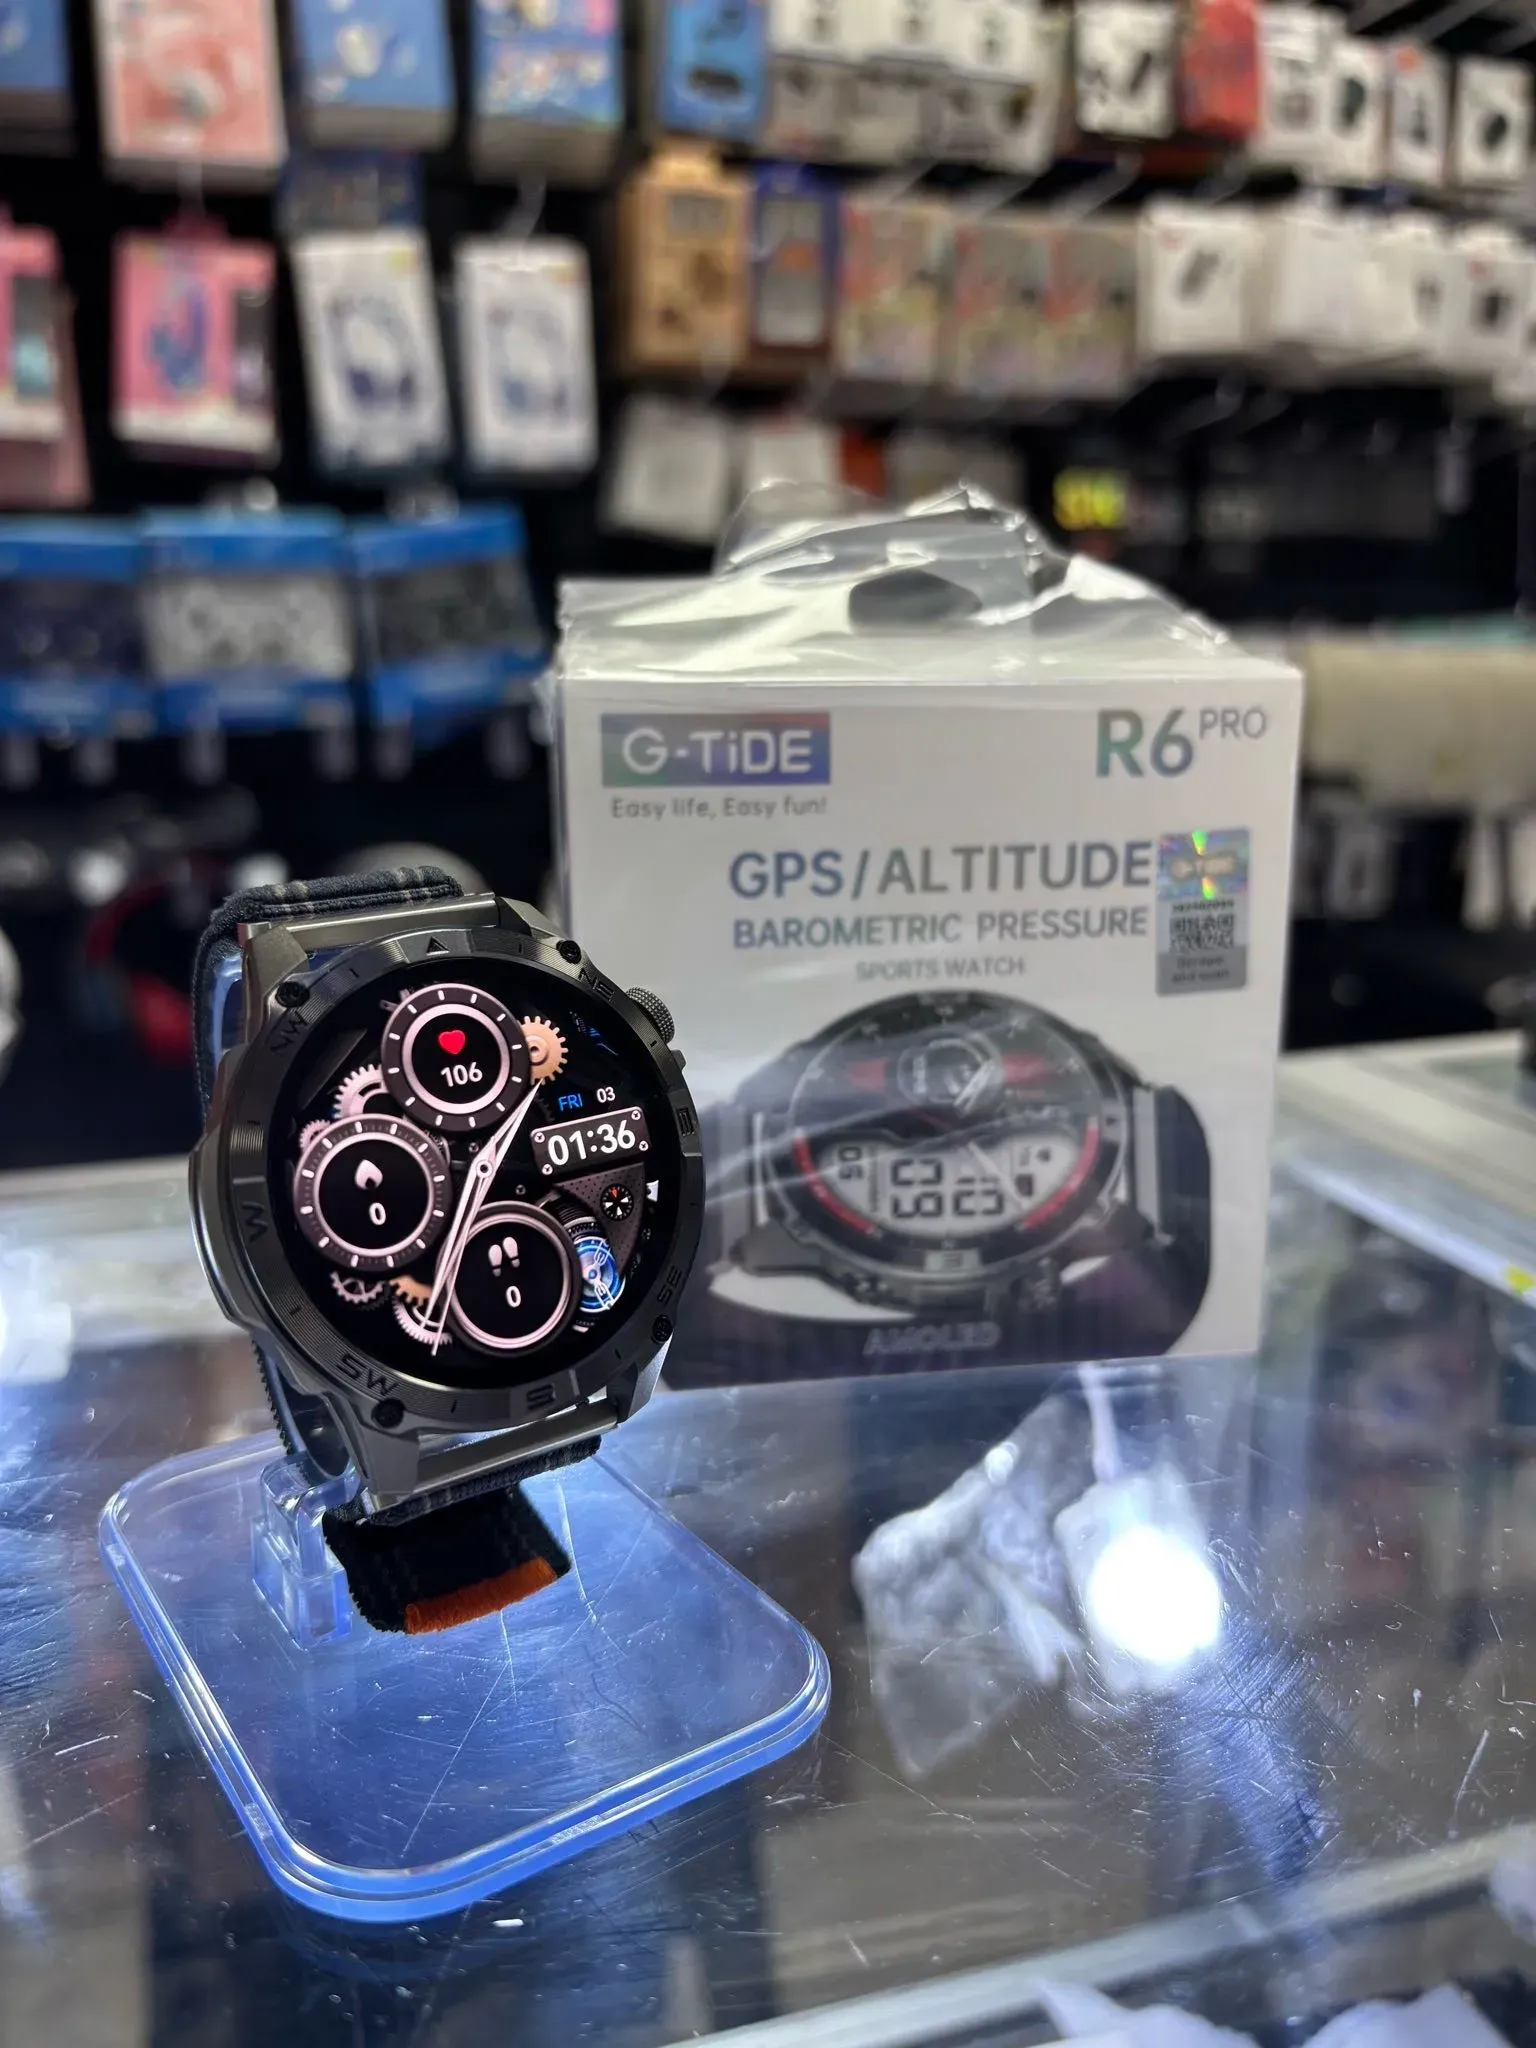 G-TiDE
R6 PRO
Easy life, Easy fun!
GPS/ALTITUDE
BAROMETRIC PRESSURE
SPORTS WATCH
G-TiDE
AMOLED
NE
NW
106
FRI 03
01:36
0
W
0
SE
SW
S